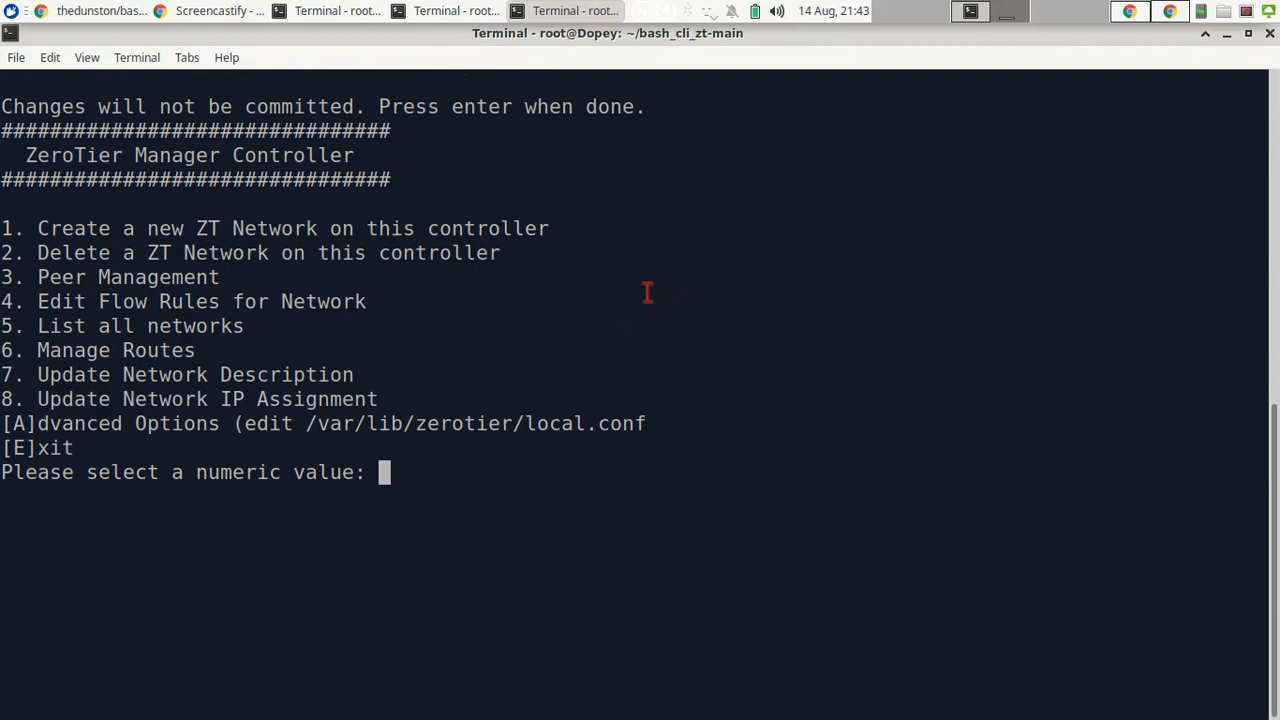 thedunston/bas...
Screencastify - ...
Terminal - root...
Terminal - root...
Terminal - root...
14 Aug, 21:43
Terminal - root@Dopey: ~/bash_cli_zt-main
File Edit View Terminal Tabs Help
Changes will not be committed. Press enter when done.
################################
ZeroTier Manager Controller
################################
1. Create a new ZT Network on this controller
2. Delete a ZT Network on this controller
3. Peer Management
4. Edit Flow Rules for Network
5. List all networks
6. Manage Routes
7. Update Network Description
8. Update Network IP Assignment
[A]dvanced Options (edit /var/lib/zerotier/local.conf
[E]xit
Please select a numeric value: